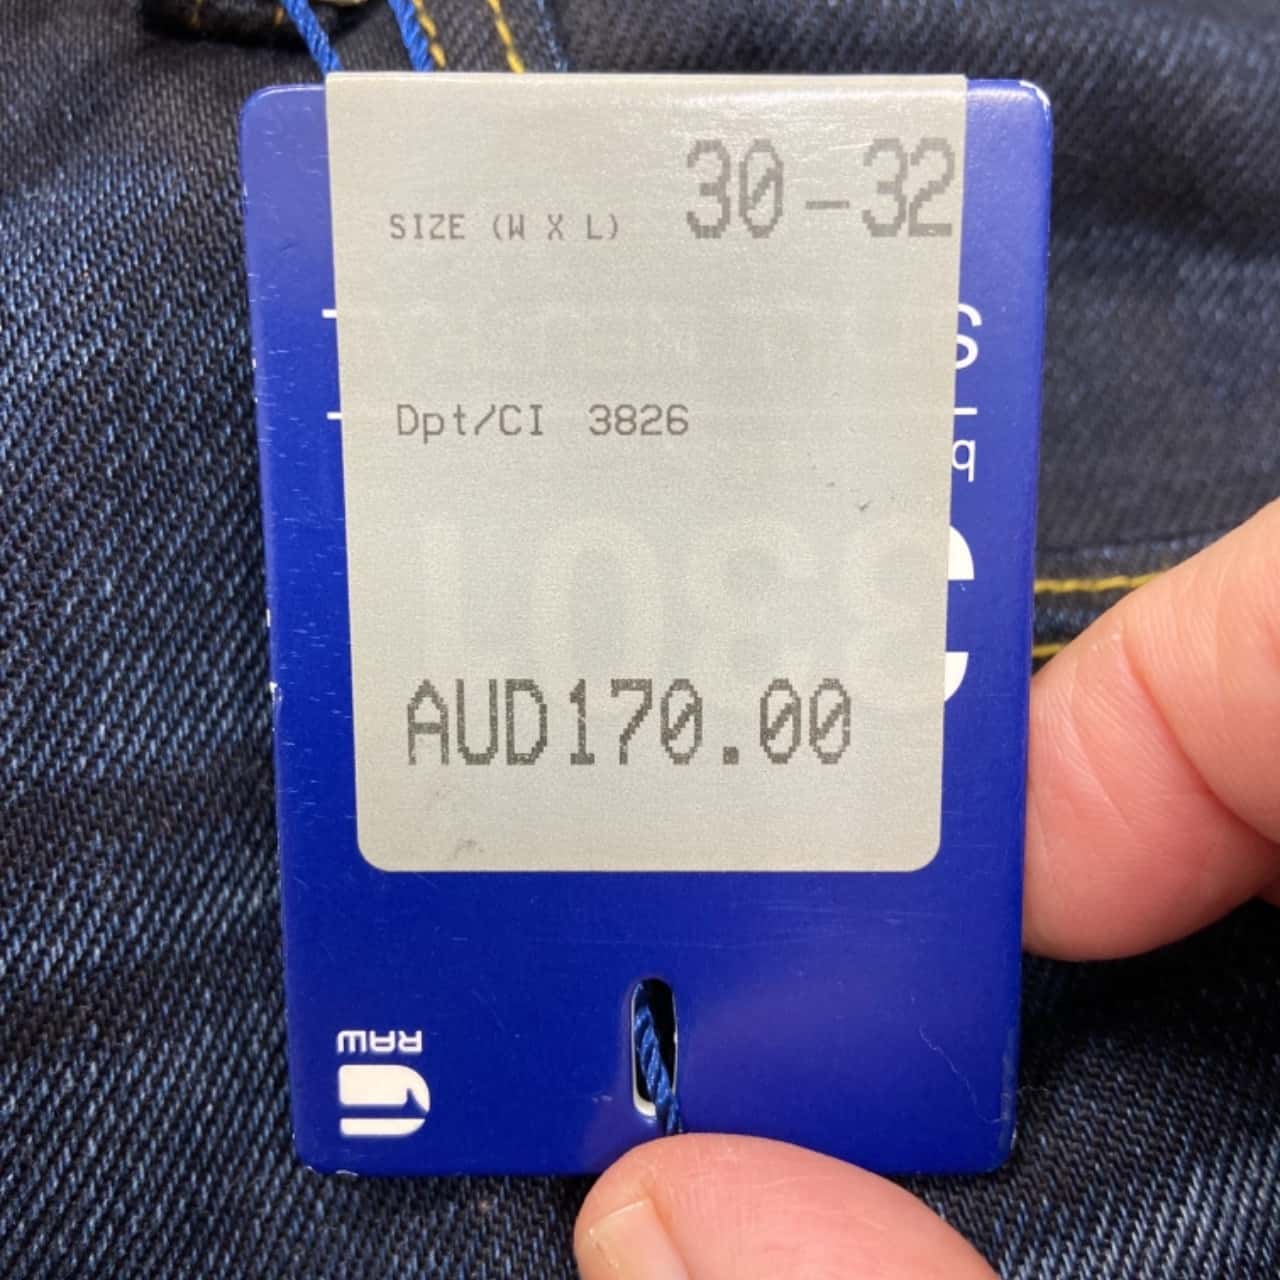 SIZE (W X L) 30-32
Dpt/CI 3826
AUD170.00
RAW